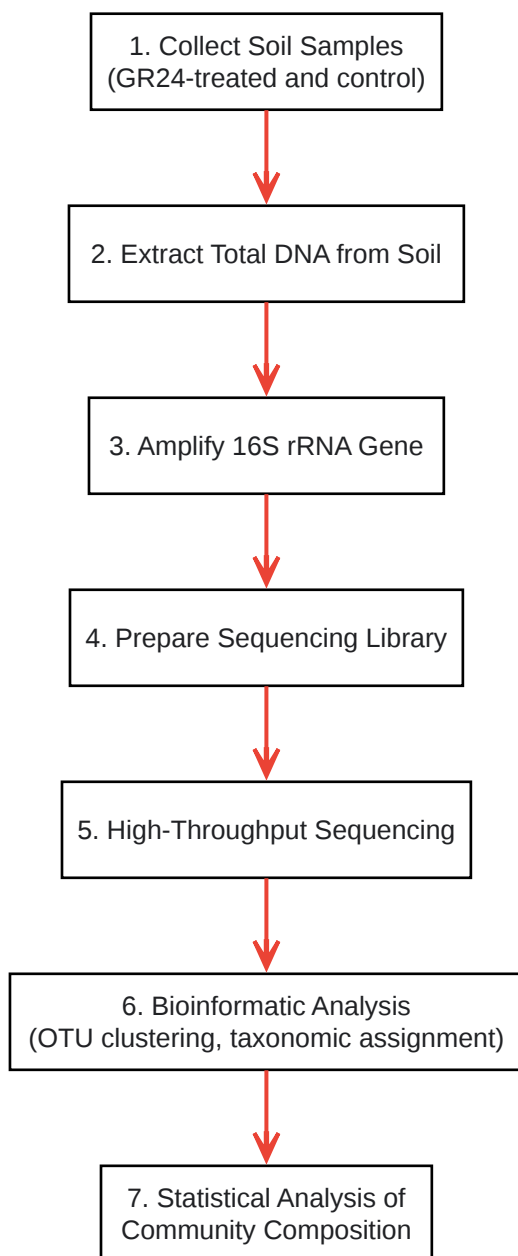 1. Collect Soil Samples
(GR24-treated and control)
2. Extract Total DNA from Soil
3. Amplify 16S rRNA Gene
4. Prepare Sequencing Library
5. High-Throughput Sequencing
6. Bioinformatic Analysis
(OTU clustering, taxonomic assignment)
7. Statistical Analysis of
Community Composition